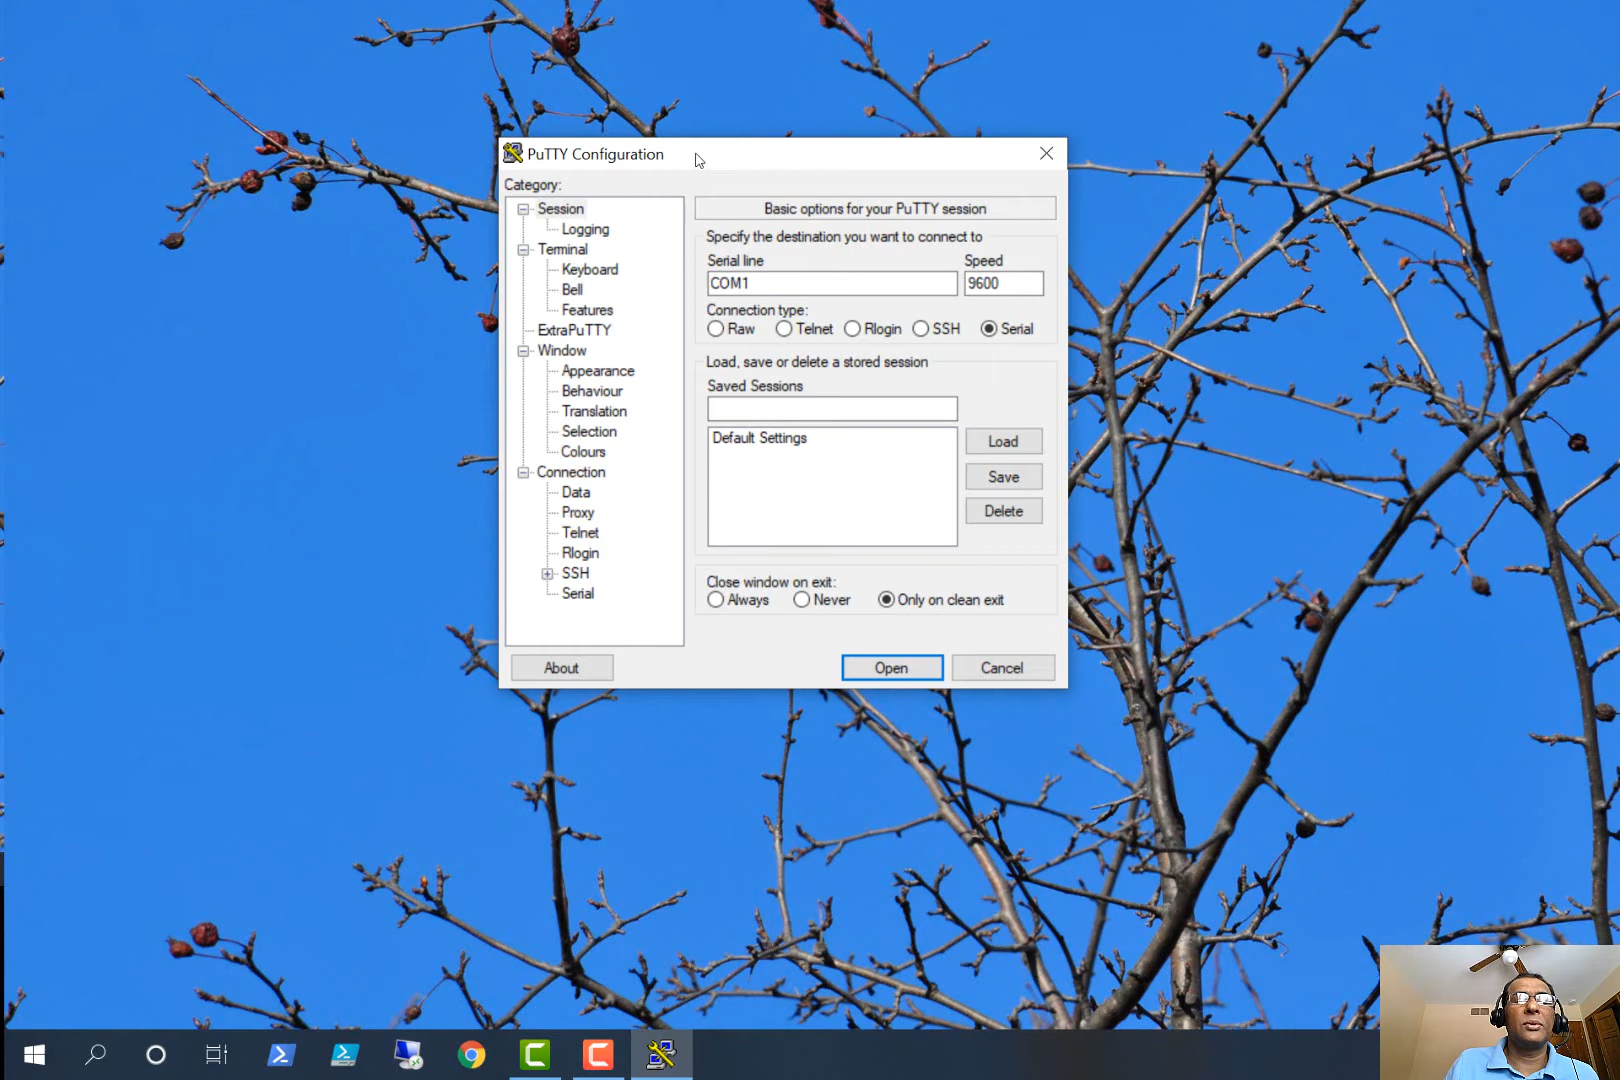 PuTTY Configuration
Category:
Session
Logging
Terminal
Keyboard
Bell
Features
ExtraPuTTY
Window
Appearance
Behaviour
Translation
Selection
Colours
Connection
Data
Proxy
Telnet
Rlogin
SSH
Serial
About
Basic options for your PuTTY session
Specify the destination you want to connect to
Serial line Speed
COM1 9600
Connection type:
Raw Telnet Rlogin SSH Serial
Load, save or delete a stored session
Saved Sessions
Default Settings
Load
Save
Delete
Close window on exit:
Always Never Only on clean exit
Open Cancel